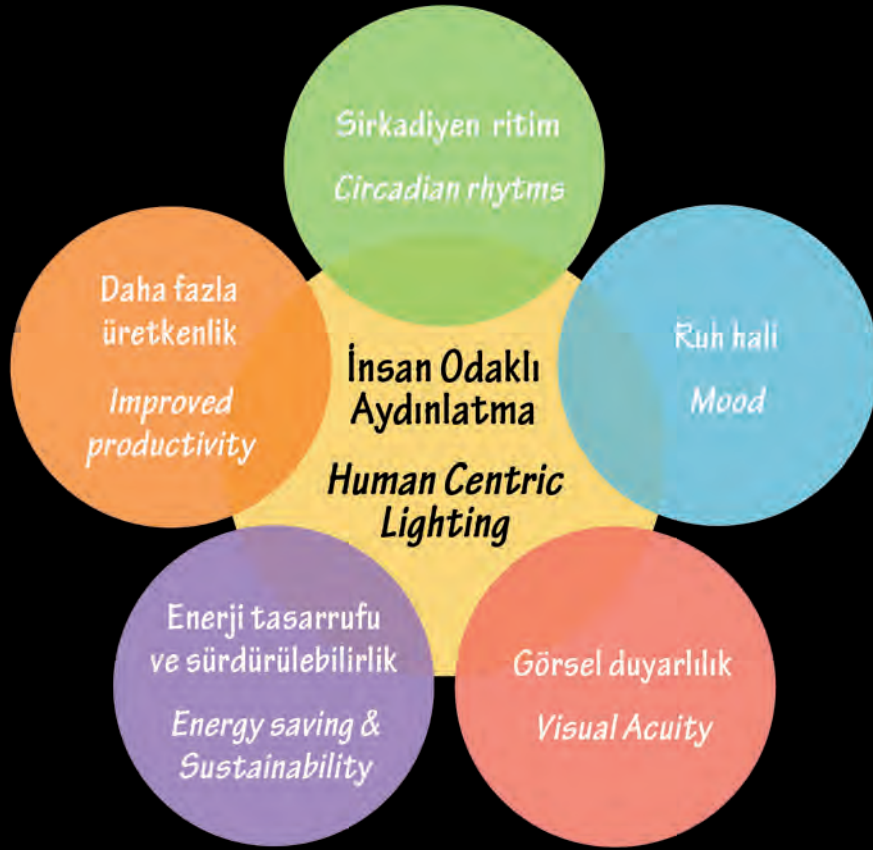 Sirkadiyen ritim
Circadian rhytms
Daha fazla
üretkenlik
Improved
productivity
İnsan Odaklı
Aydınlatma
Human Centric
Lighting
Ruh hali
Mood
Enerji tasarrufu
ve sürdürülebilirlik
Energy saving &
Sustainability
Görsel duyarlılık
Visual Acuity